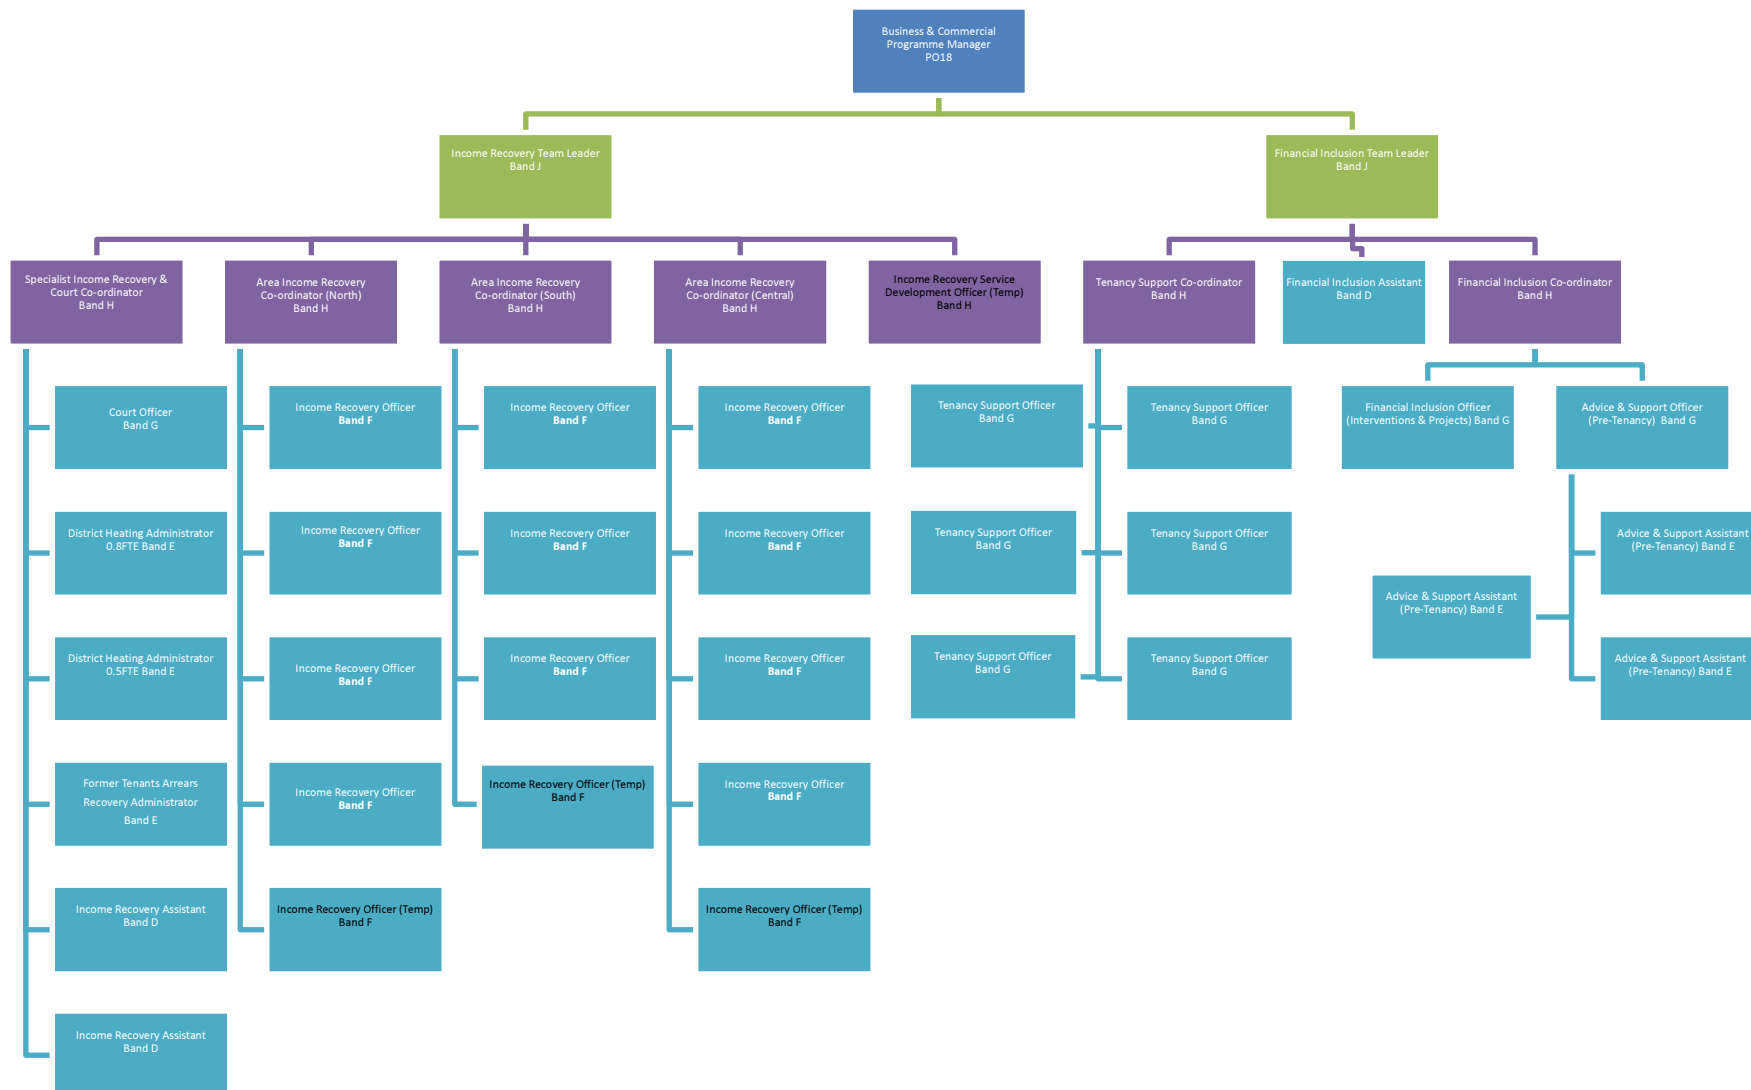 Business & Commercial
Programme Manager
PO18
Income Recovery Team Leader
Band J
Financial Inclusion Team Leader
Band J
Specialist Income Recovery &
Court Co-ordinator
Band H
Area Income Recovery
Co-ordinator (North)
Band H
Area Income Recovery
Co-ordinator (South)
Band H
Area Income Recovery
Co-ordinator (Central)
Band H
Income Recovery Service
Development Officer (Temp)
Band H
Tenancy Support Co-ordinator
Band H
Financial Inclusion Assistant
Band D
Financial Inclusion Co-ordinator
Band H
Court Officer
Band G
Income Recovery Officer
Band F
Income Recovery Officer
Band F
Income Recovery Officer
Band F
Tenancy Support Officer
Band G
Tenancy Support Officer
Band G
Financial Inclusion Officer
(Interventions & Projects) Band G
Advice & Support Officer
(Pre-Tenancy) Band G
District Heating Administrator
0.8FTE Band E
Income Recovery Officer
Band F
Income Recovery Officer
Band F
Income Recovery Officer
Band F
Tenancy Support Officer
Band G
Tenancy Support Officer
Band G
Advice & Support Assistant
(Pre-Tenancy) Band E
Advice & Support Assistant
(Pre-Tenancy) Band E
District Heating Administrator
0.5FTE Band E
Income Recovery Officer
Band F
Income Recovery Officer
Band F
Income Recovery Officer
Band F
Tenancy Support Officer
Band G
Tenancy Support Officer
Band G
Advice & Support Assistant
(Pre-Tenancy) Band E
Former Tenants Arrears
Recovery Administrator
Band E
Income Recovery Officer
Band F
Income Recovery Officer (Temp)
Band F
Income Recovery Officer
Band F
Income Recovery Assistant
Band D
Income Recovery Officer (Temp)
Band F
Income Recovery Officer (Temp)
Band F
Income Recovery Assistant
Band D